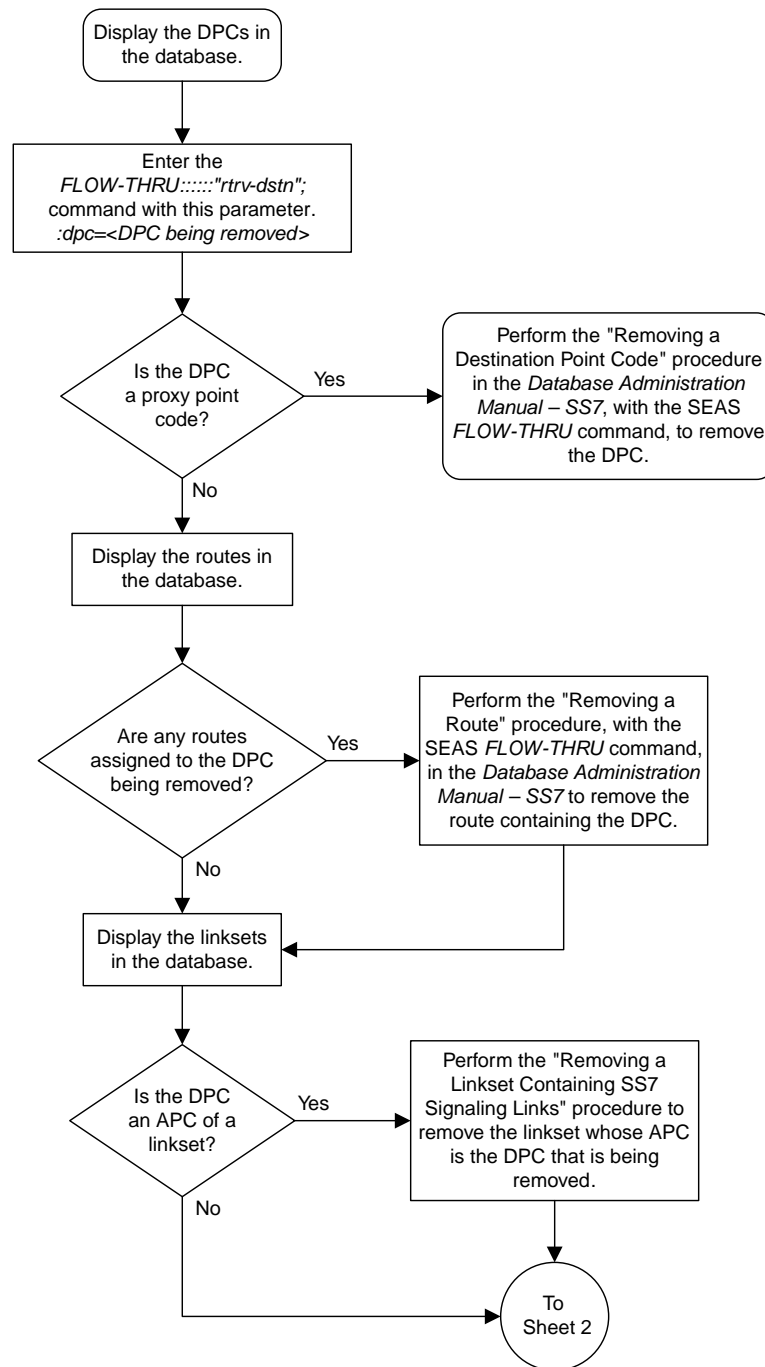 Display the DPCs in
the database.
Enter the
FLOW-THRU::::::"rtrv-dstn";
command with this parameter.
:dpc=<DPC being removed>
Is the DPC
a proxy point
code?
Yes
Perform the "Removing a
Destination Point Code" procedure
in the Database Administration
Manual – SS7, with the SEAS
FLOW-THRU command, to remove
the DPC.
No
Display the routes in
the database.
Are any routes
assigned to the DPC
being removed?
Yes
Perform the "Removing a
Route" procedure, with the
SEAS FLOW-THRU command,
in the Database Administration
Manual – SS7 to remove the
route containing the DPC.
No
Display the linksets
in the database.
Is the DPC
an APC of a
linkset?
Yes
Perform the "Removing a
Linkset Containing SS7
Signaling Links" procedure to
remove the linkset whose APC
is the DPC that is being
removed.
No
To
Sheet 2